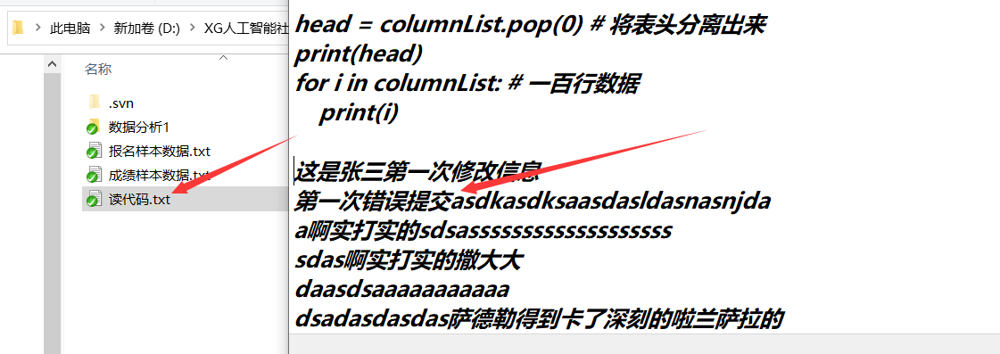 此电脑 > 新加卷 (D:) > XG人工智能社
名称
.svn
数据分析1
报名样本数据.txt
成绩样本数据.txt
读代码.txt
head = columnList.pop(0) # 将表头分离出来
print(head)
for i in columnList: # 一百行数据
print(i)
这是张三第一次修改信息
第一次错误提交asdkasdksaasdasldasnasnjda
a啊实打实的sdsasssssssssssssssssss
sdas啊实打实的撒大大
daasdsaaaaaaaaaaa
dsadasdasdas萨德勒得到卡了深刻的啦兰萨拉的